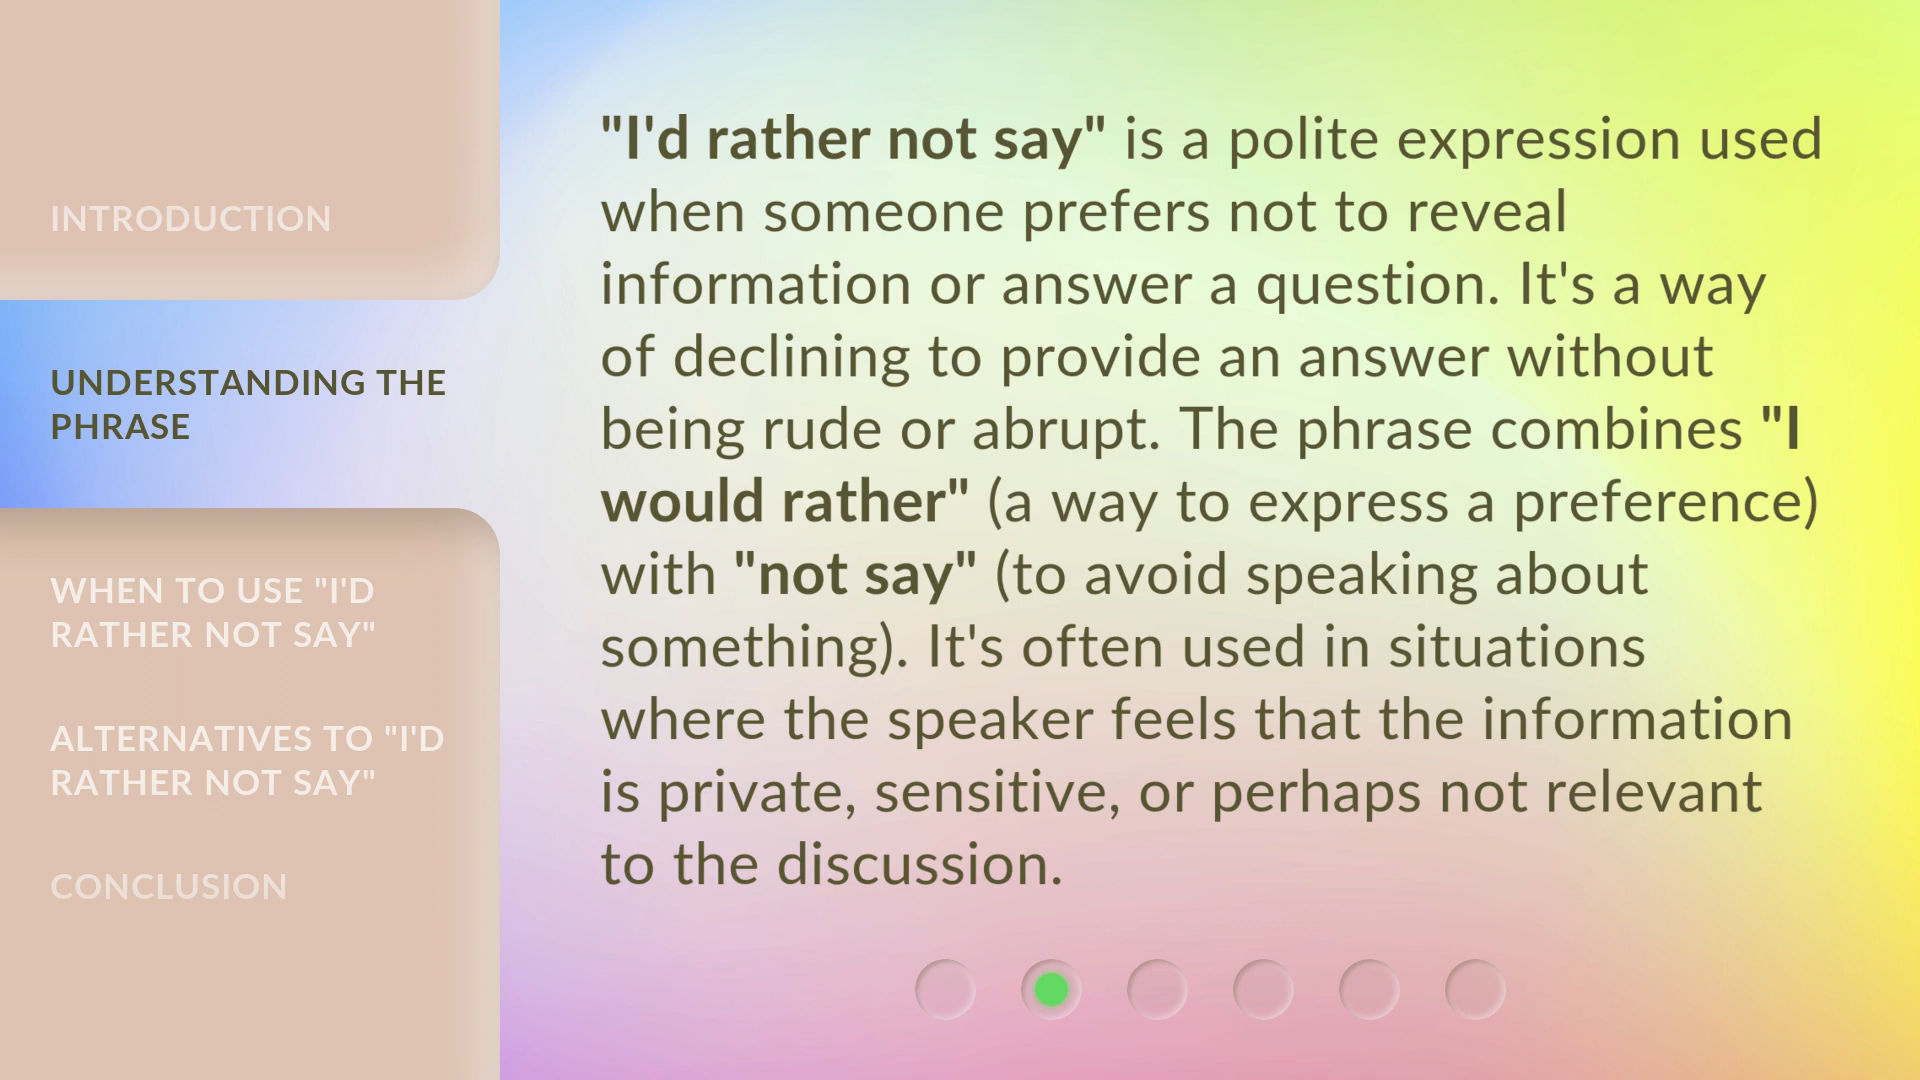 INTRODUCTION
UNDERSTANDING THE
PHRASE
WHEN TO USE "I'D
RATHER NOT SAY"
ALTERNATIVES TO "I'D
RATHER NOT SAY"
CONCLUSION
"I'd rather not say" is a polite expression used
when someone prefers not to reveal
information or answer a question. It's a way
of declining to provide an answer without
being rude or abrupt. The phrase combines "I
would rather" (a way to express a preference)
with "not say" (to avoid speaking about
something). It's often used in situations
where the speaker feels that the information
is private, sensitive, or perhaps not relevant
to the discussion.